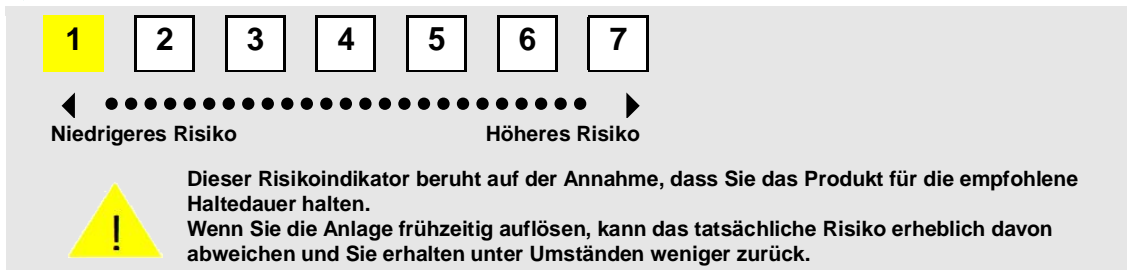 1 2 3 4 5 6 7
Niedrigeres Risiko Höheres Risiko
Dieser Risikoindikator beruht auf der Annahme, dass Sie das Produkt für die empfohlene
Haltedauer halten.
Wenn Sie die Anlage frühzeitig auflösen, kann das tatsächliche Risiko erheblich davon
abweichen und Sie erhalten unter Umständen weniger zurück.
!